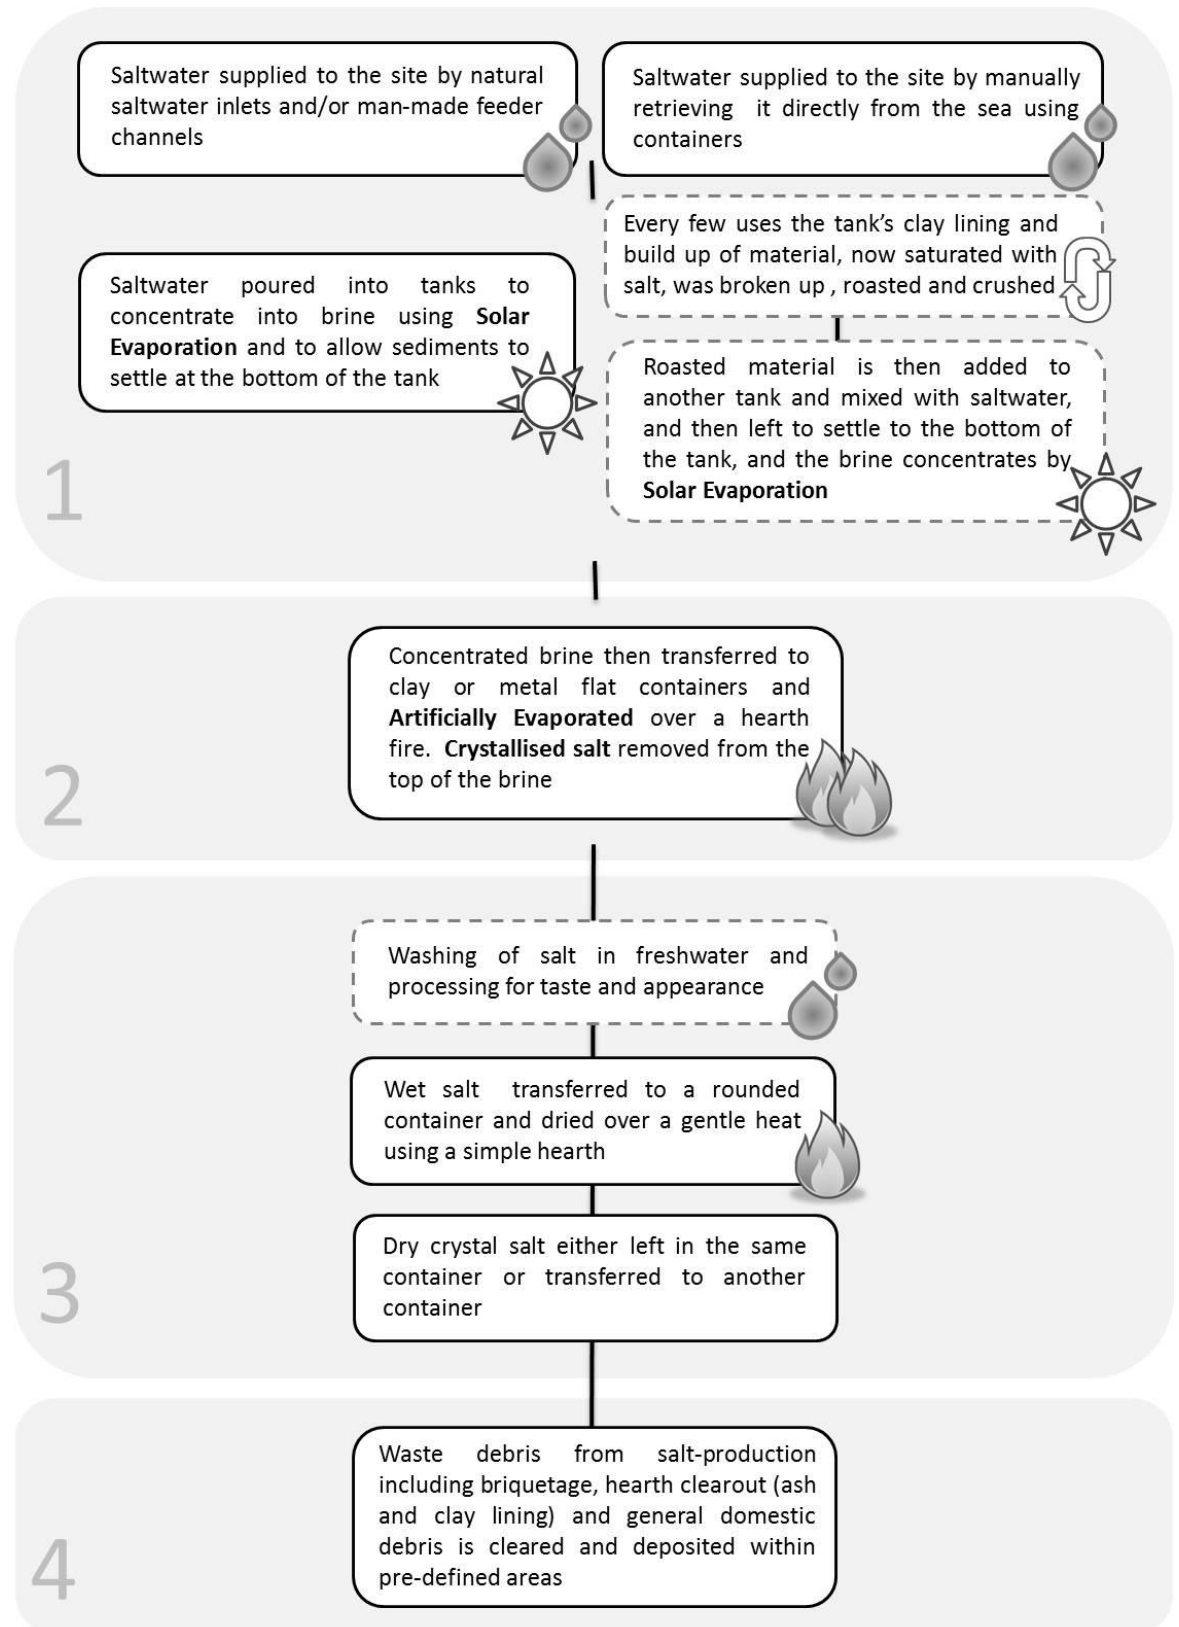 Saltwater supplied to the site by natural
saltwater inlets and/or man-made feeder
channels
Saltwater supplied to the site by manually
retrieving it directly from the sea using
containers
Every few uses the tank's clay lining and
build up of material, now saturated with
salt, was broken up , roasted and crushed
Saltwater poured into tanks to
concentrate into brine using Solar
Evaporation and to allow sediments to
settle at the bottom of the tank
Roasted material is then added to
another tank and mixed with saltwater,
and then left to settle to the bottom of
the tank, and the brine concentrates by
Solar Evaporation
1
Concentrated brine then transferred to
clay or metal flat containers and
Artificially Evaporated over a hearth
fire. Crystallised salt removed from the
top of the brine
2
Washing of salt in freshwater and
processing for taste and appearance
Wet salt transferred to a rounded
container and dried over a gentle heat
using a simple hearth
Dry crystal salt either left in the same
container or transferred to another
container
3
Waste debris from salt-production
including briquetage, hearth clearout (ash
and clay lining) and general domestic
debris is cleared and deposited within
pre-defined areas
4